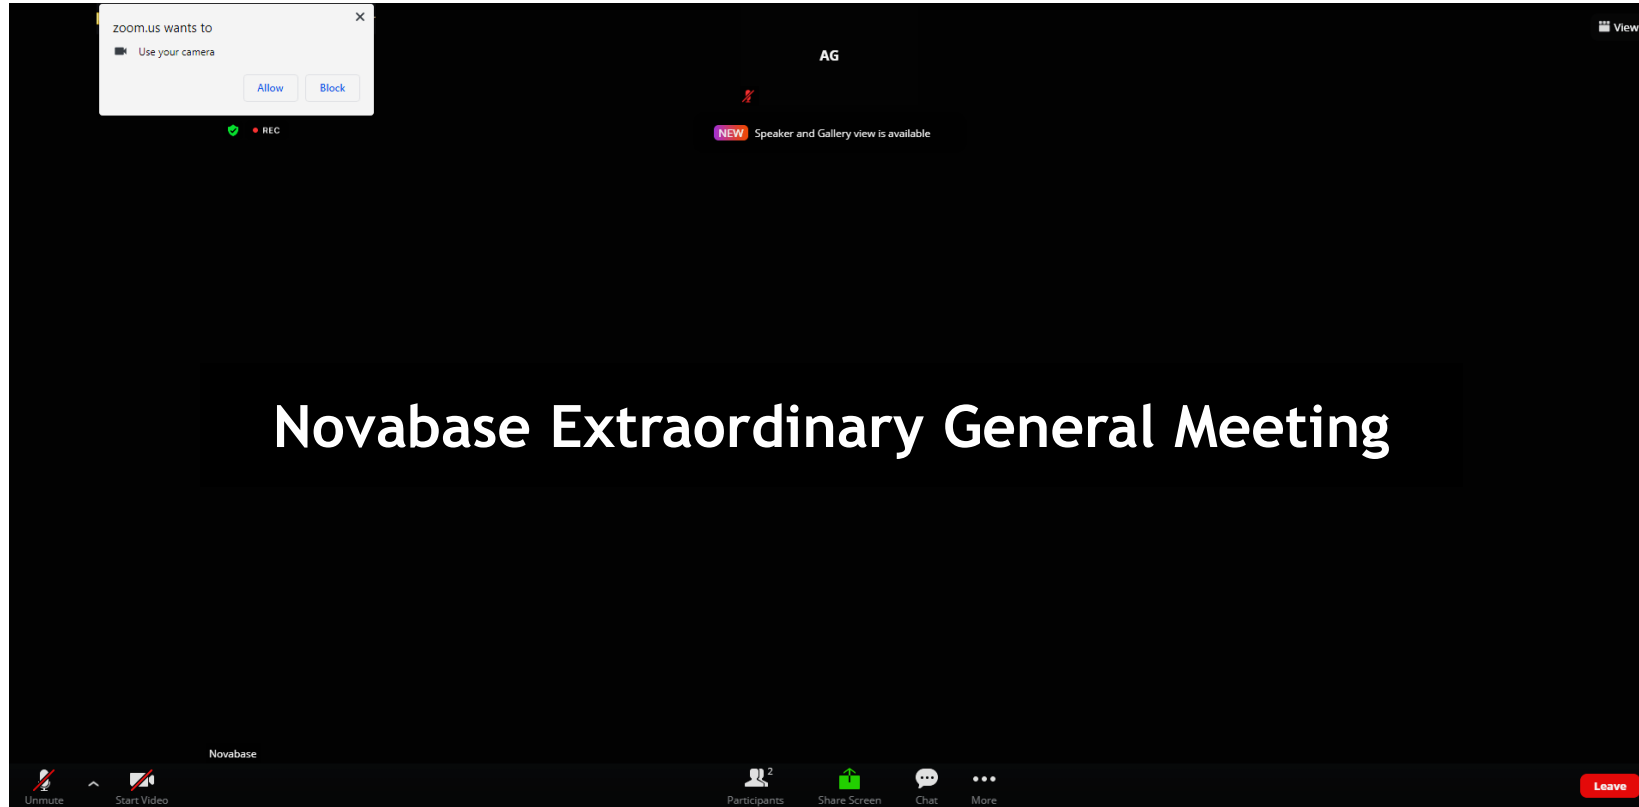 zoom.us wants to
Use your camera
Allow Block
View
AG
REC
NEW Speaker and Gallery view is available
Novabase Extraordinary General Meeting
Novabase
Unmute
Start Video
2
Participants
Share Screen
Chat
More
Leave